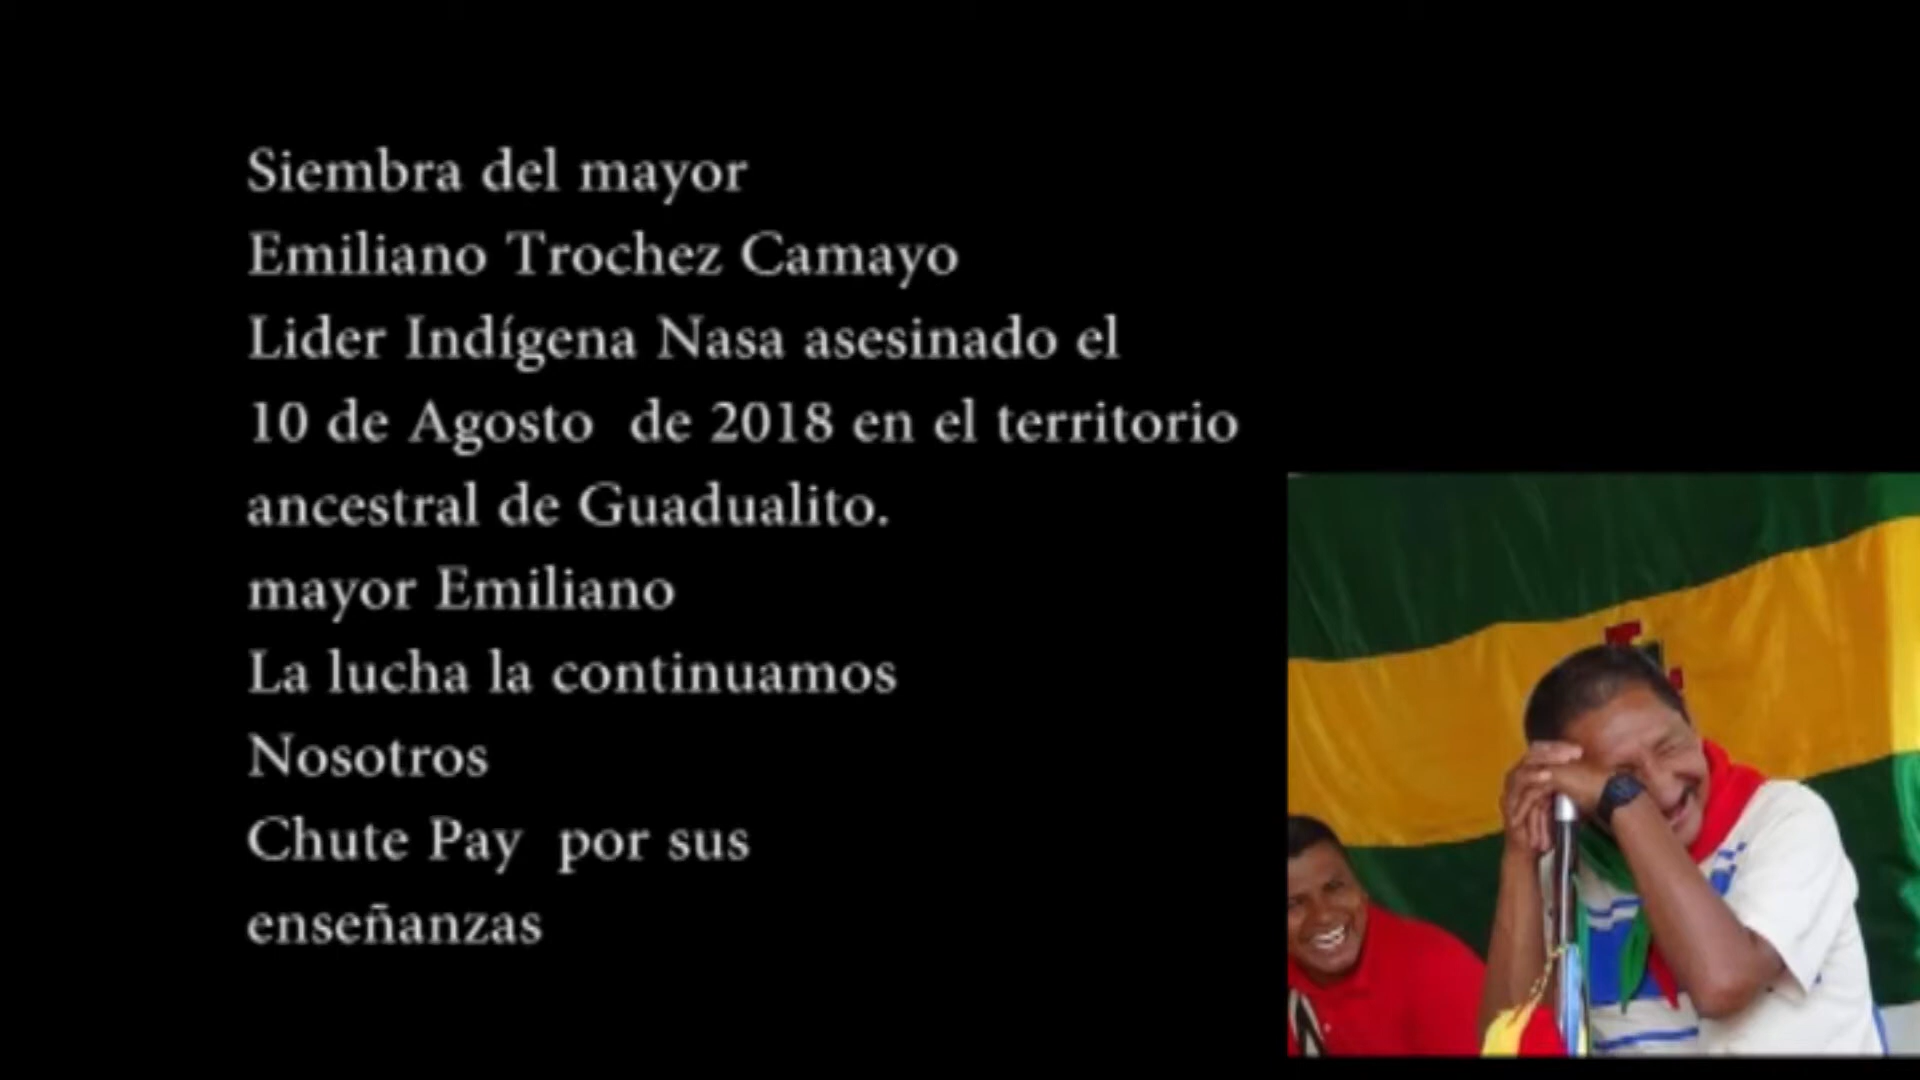 Siembra del mayor
Emiliano Trochez Camayo
Lider Indígena Nasa asesinado el
10 de Agosto  de 2018 en el territorio
ancestral de Guadualito.
mayor Emiliano
La lucha la continuamos
Nosotros
Chute Pay  por sus
enseñanzas